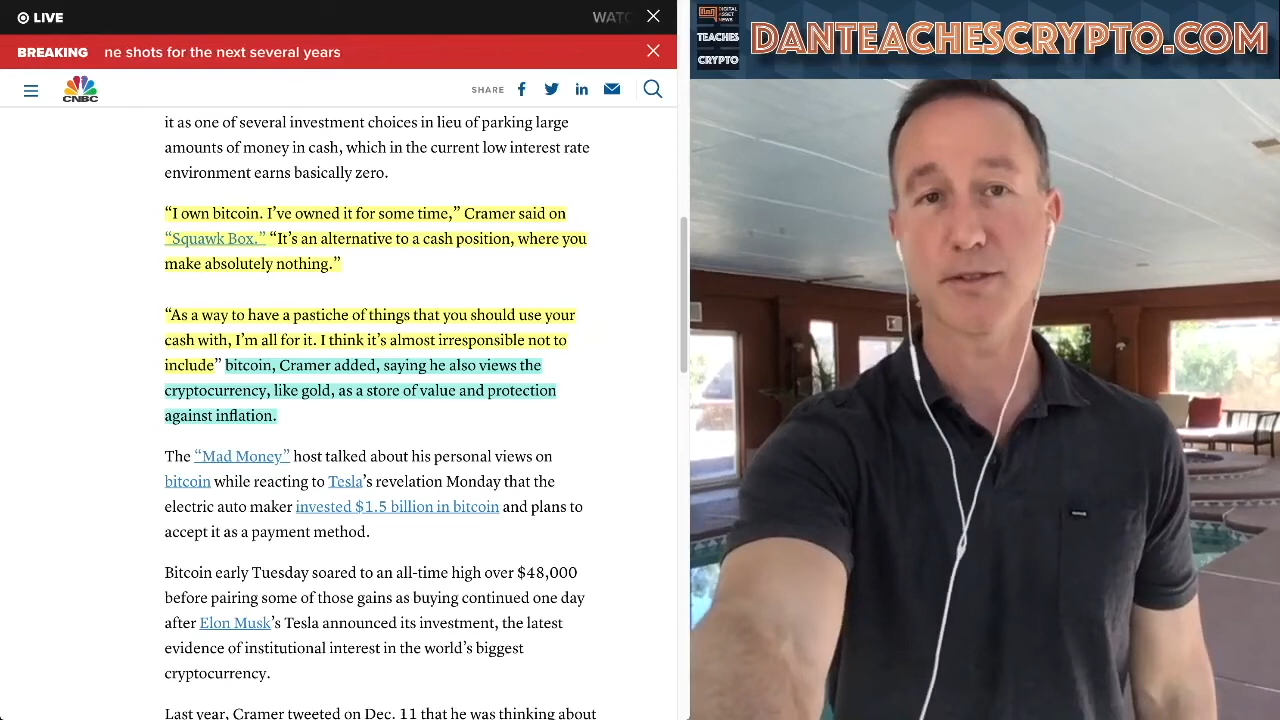 LIVE
WATC
BREAKING ne shots for the next several years
CNBC
SHARE
it as one of several investment choices in lieu of parking large
amounts of money in cash, which in the current low interest rate
environment earns basically zero.
“I own bitcoin. I’ve owned it for some time,” Cramer said on
“Squawk Box.” “It’s an alternative to a cash position, where you
make absolutely nothing.”
“As a way to have a pastiche of things that you should use your
cash with, I’m all for it. I think it’s almost irresponsible not to
include” bitcoin, Cramer added, saying he also views the
cryptocurrency, like gold, as a store of value and protection
against inflation.
The “Mad Money” host talked about his personal views on
bitcoin while reacting to Tesla’s revelation Monday that the
electric auto maker invested $1.5 billion in bitcoin and plans to
accept it as a payment method.
Bitcoin early Tuesday soared to an all-time high over $48,000
before pairing some of those gains as buying continued one day
after Elon Musk’s Tesla announced its investment, the latest
evidence of institutional interest in the world’s biggest
cryptocurrency.
Last year, Cramer tweeted on Dec. 11 that he was thinking about
DIGITAL
ASSET
NEWS
TEACHES
CRYPTO
DANTEACHESCRYPTO.COM